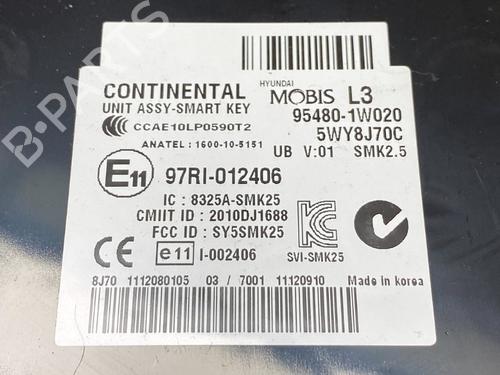 B-PARTS
CONTINENTAL
UNIT ASSY-SMART KEY
HYUNDAI
MOBIS L3
95480-1W020
5WY8J70C
CCAE10LP0590T2
ANATEL : 1600-10-5151
UB V:01 SMK2.5
E11 97RI-012406
IC : 8325A-SMK25
CMIIT ID : 2010DJ1688
FCC ID : SY5SMK25
CE e11 I-002406
SVI-SMK25
8J70 1112080105 03 / 7001 11120910 Made in korea